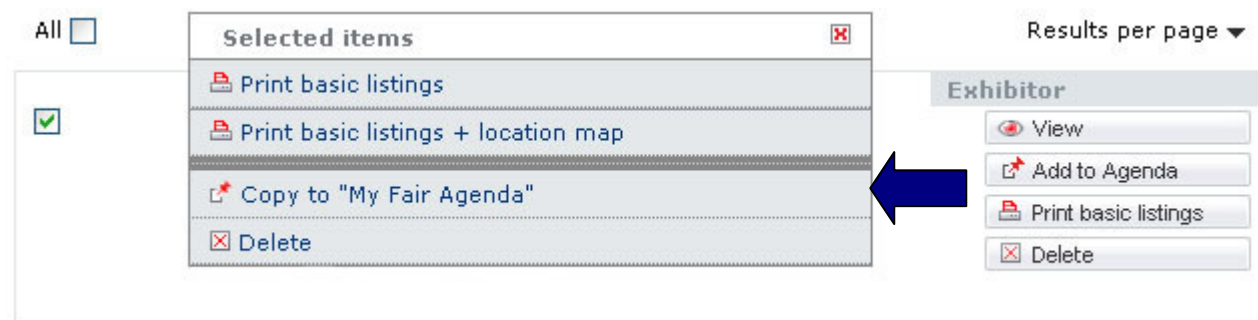 All
Selected items
Results per page
Print basic listings
Exhibitor
Print basic listings + location map
View
Add to Agenda
Copy to "My Fair Agenda"
Print basic listings
Delete
Delete